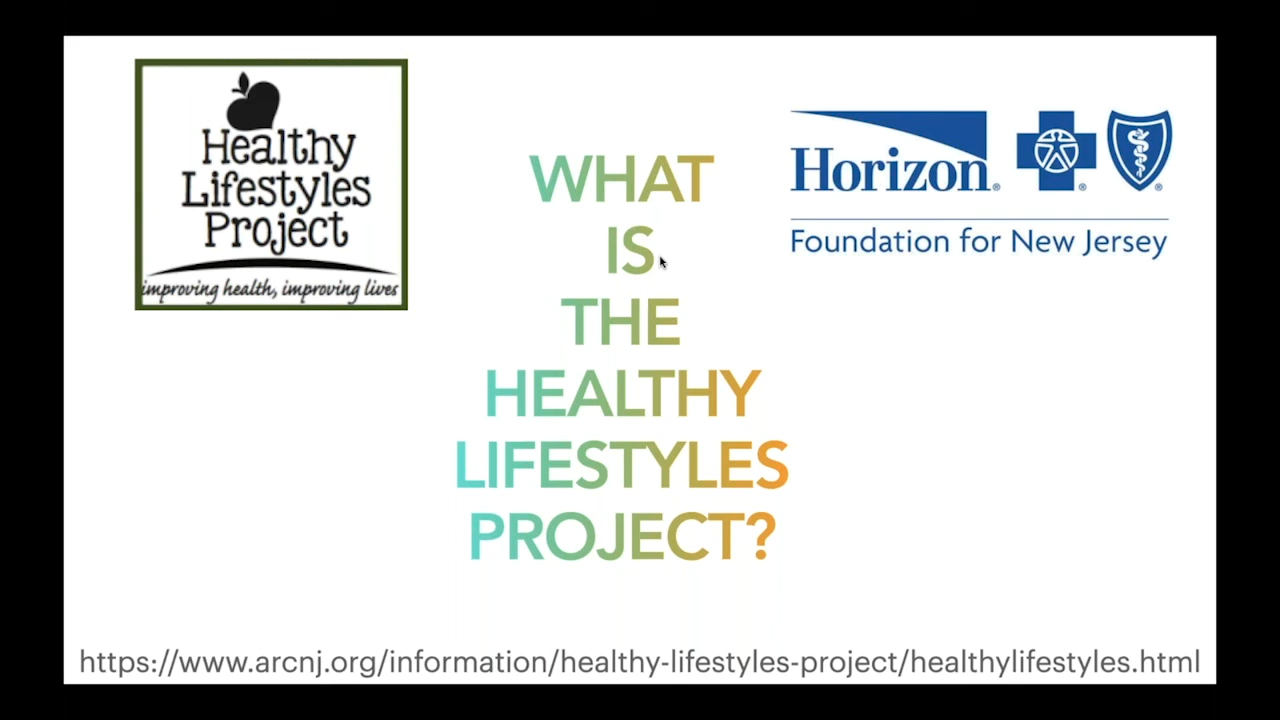 Healthy
Lifestyles
Project
improving health, improving lives
WHAT
IS
THE
HEALTHY
LIFESTYLES
PROJECT?
Horizon®
Foundation for New Jersey
https://www.arcnj.org/information/healthy-lifestyles-project/healthylifestyles.html